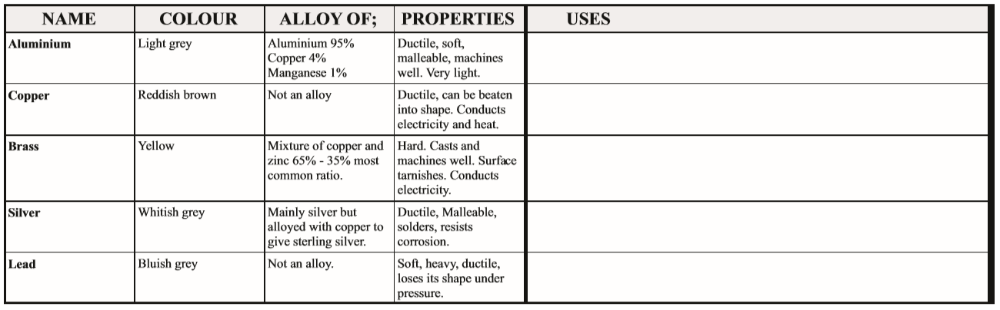 NAME COLOUR ALLOY OF; PROPERTIES USES
Aluminium Light grey Aluminium 95% Ductile, soft,
Copper 4% malleable, machines
Manganese 1% well. Very light.
Copper Reddish brown Not an alloy Ductile, can be beaten
into shape. Conducts
electricity and heat.
Brass Yellow Mixture of copper and Hard. Casts and
zinc 65% - 35% most machines well. Surface
common ratio. tarnishes. Conducts
electricity.
Silver Whitish grey Mainly silver but Ductile, Malleable,
alloyed with copper to solders, resists
give sterling silver. corrosion.
Lead Bluish grey Not an alloy. Soft, heavy, ductile,
loses its shape under
pressure.